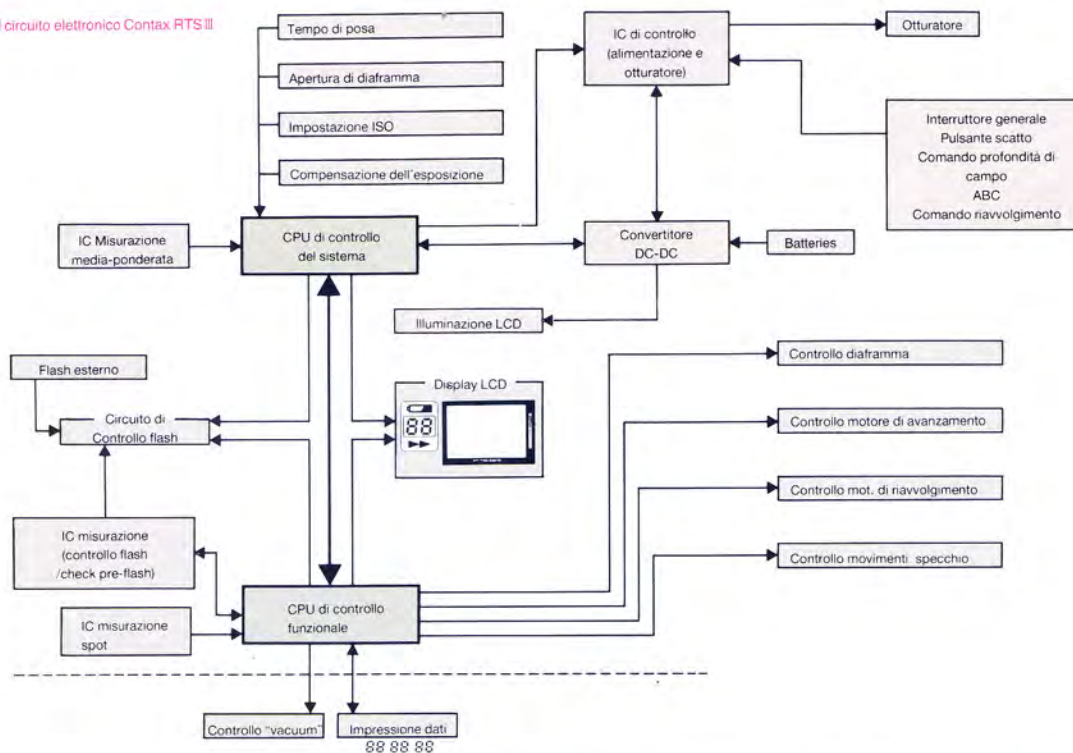 l circuito elettronico Contax RTS III
Tempo di posa
Apertura di diaframma
Impostazione ISO
Compensazione dell'esposizione
IC di controllo
(alimentazione e
otturatore)
Otturatore
Interruttore generale
Pulsante scatto
Comando profondità di
campo
ABC
Comando riavvolgimento
IC Misurazione
media-ponderata
CPU di controllo
del sistema
Convertitore
DC-DC
Batteries
Illuminazione LCD
Flash esterno
Circuito di
Controllo flash
Display LCD
88
Controllo diaframma
Controllo motore di avanzamento
Controllo mot. di riavvolgimento
Controllo movimenti specchio
IC misurazione
(controllo flash
/check pre-flash)
IC misurazione
spot
CPU di controllo
funzionale
Controllo "vacuum"
Impressione dati
88 88 88